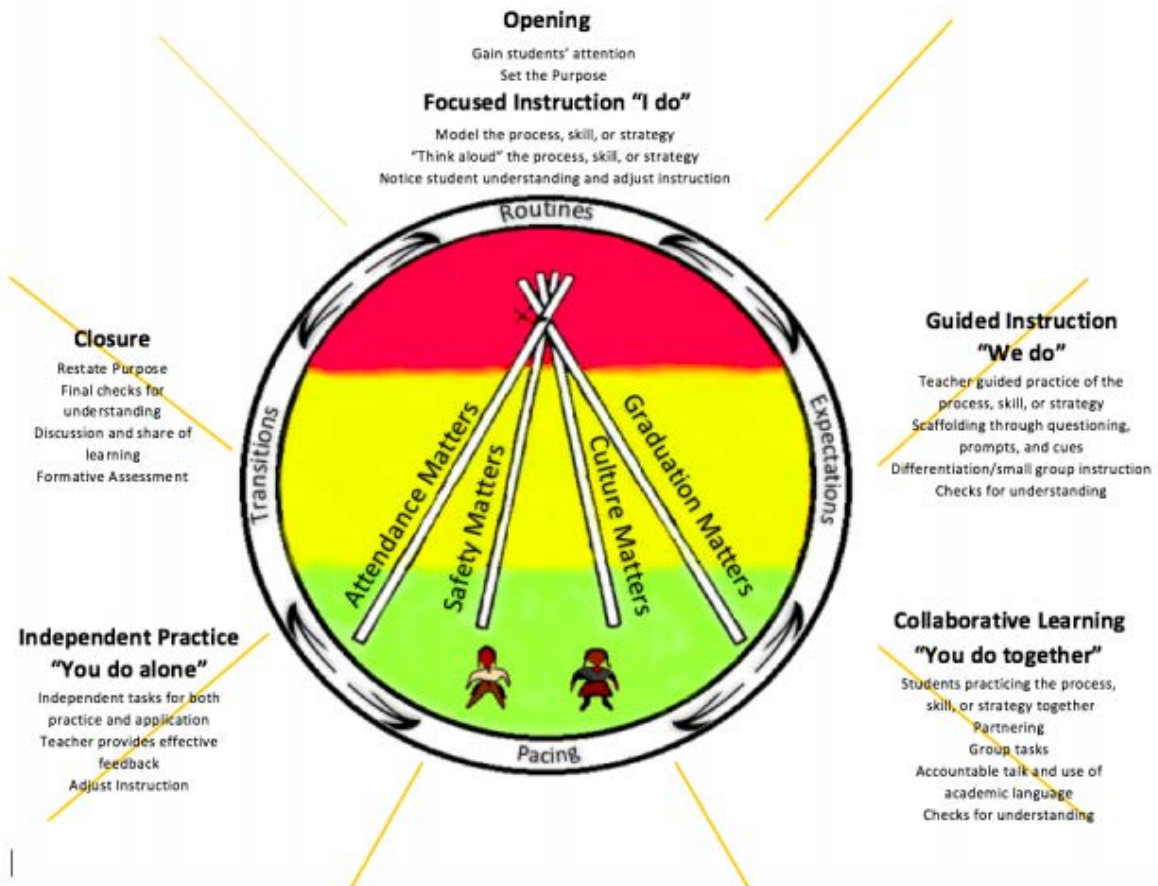 Opening
Gain students' attention
Set the Purpose
Focused Instruction "I do"
Model the process, skill, or strategy
"Think aloud" the process, skill, or strategy
Notice student understanding and adjust instruction
Routines
Guided Instruction
"We do"
Teacher guided practice of the
process, skill, or strategy
Scaffolding through questioning,
prompts, and cues
Differentiation/small group instruction
Checks for understanding
Expectations
Collaborative Learning
"You do together"
Students practicing the process,
skill, or strategy together
Partnering
Group tasks
Accountable talk and use of
academic language
Checks for understanding
Pacing
Independent Practice
"You do alone"
Independent tasks for both
practice and application
Teacher provides effective
feedback
Adjust Instruction
Transitions
Closure
Restate Purpose
Final checks for
understanding
Discussion and share of
learning
Formative Assessment
Attendance Matters
Safety Matters
Culture Matters
Graduation Matters